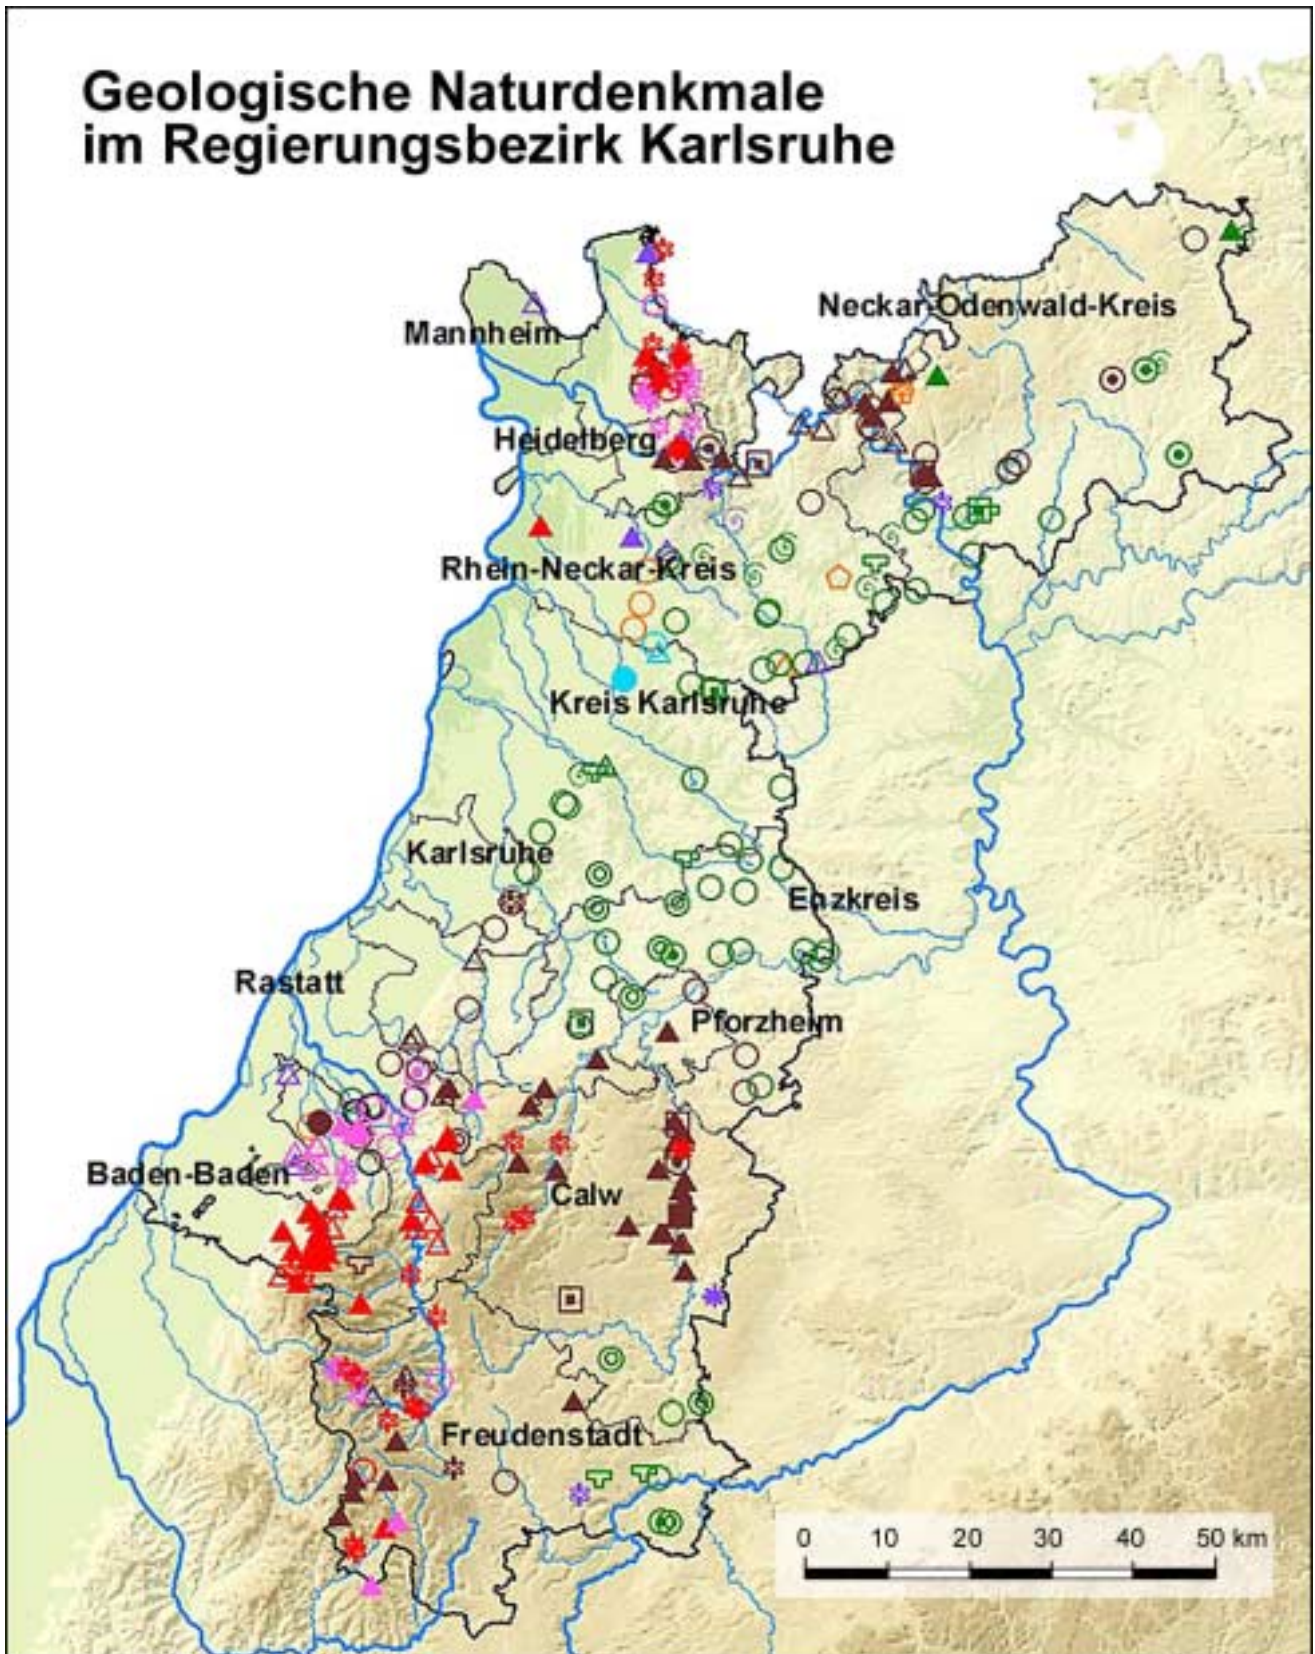 Geologische Naturdenkmale
im Regierungsbezirk Karlsruhe
Neckar-Odenwald-Kreis
Mannheim
Heidelberg
Rhein-Neckar-Kreis
Kreis Karlsruhe
Karlsruhe
Enzkreis
Rastatt
Pforzheim
Baden-Baden
Calw
Freudenstadt
0 10 20 30 40 50 km